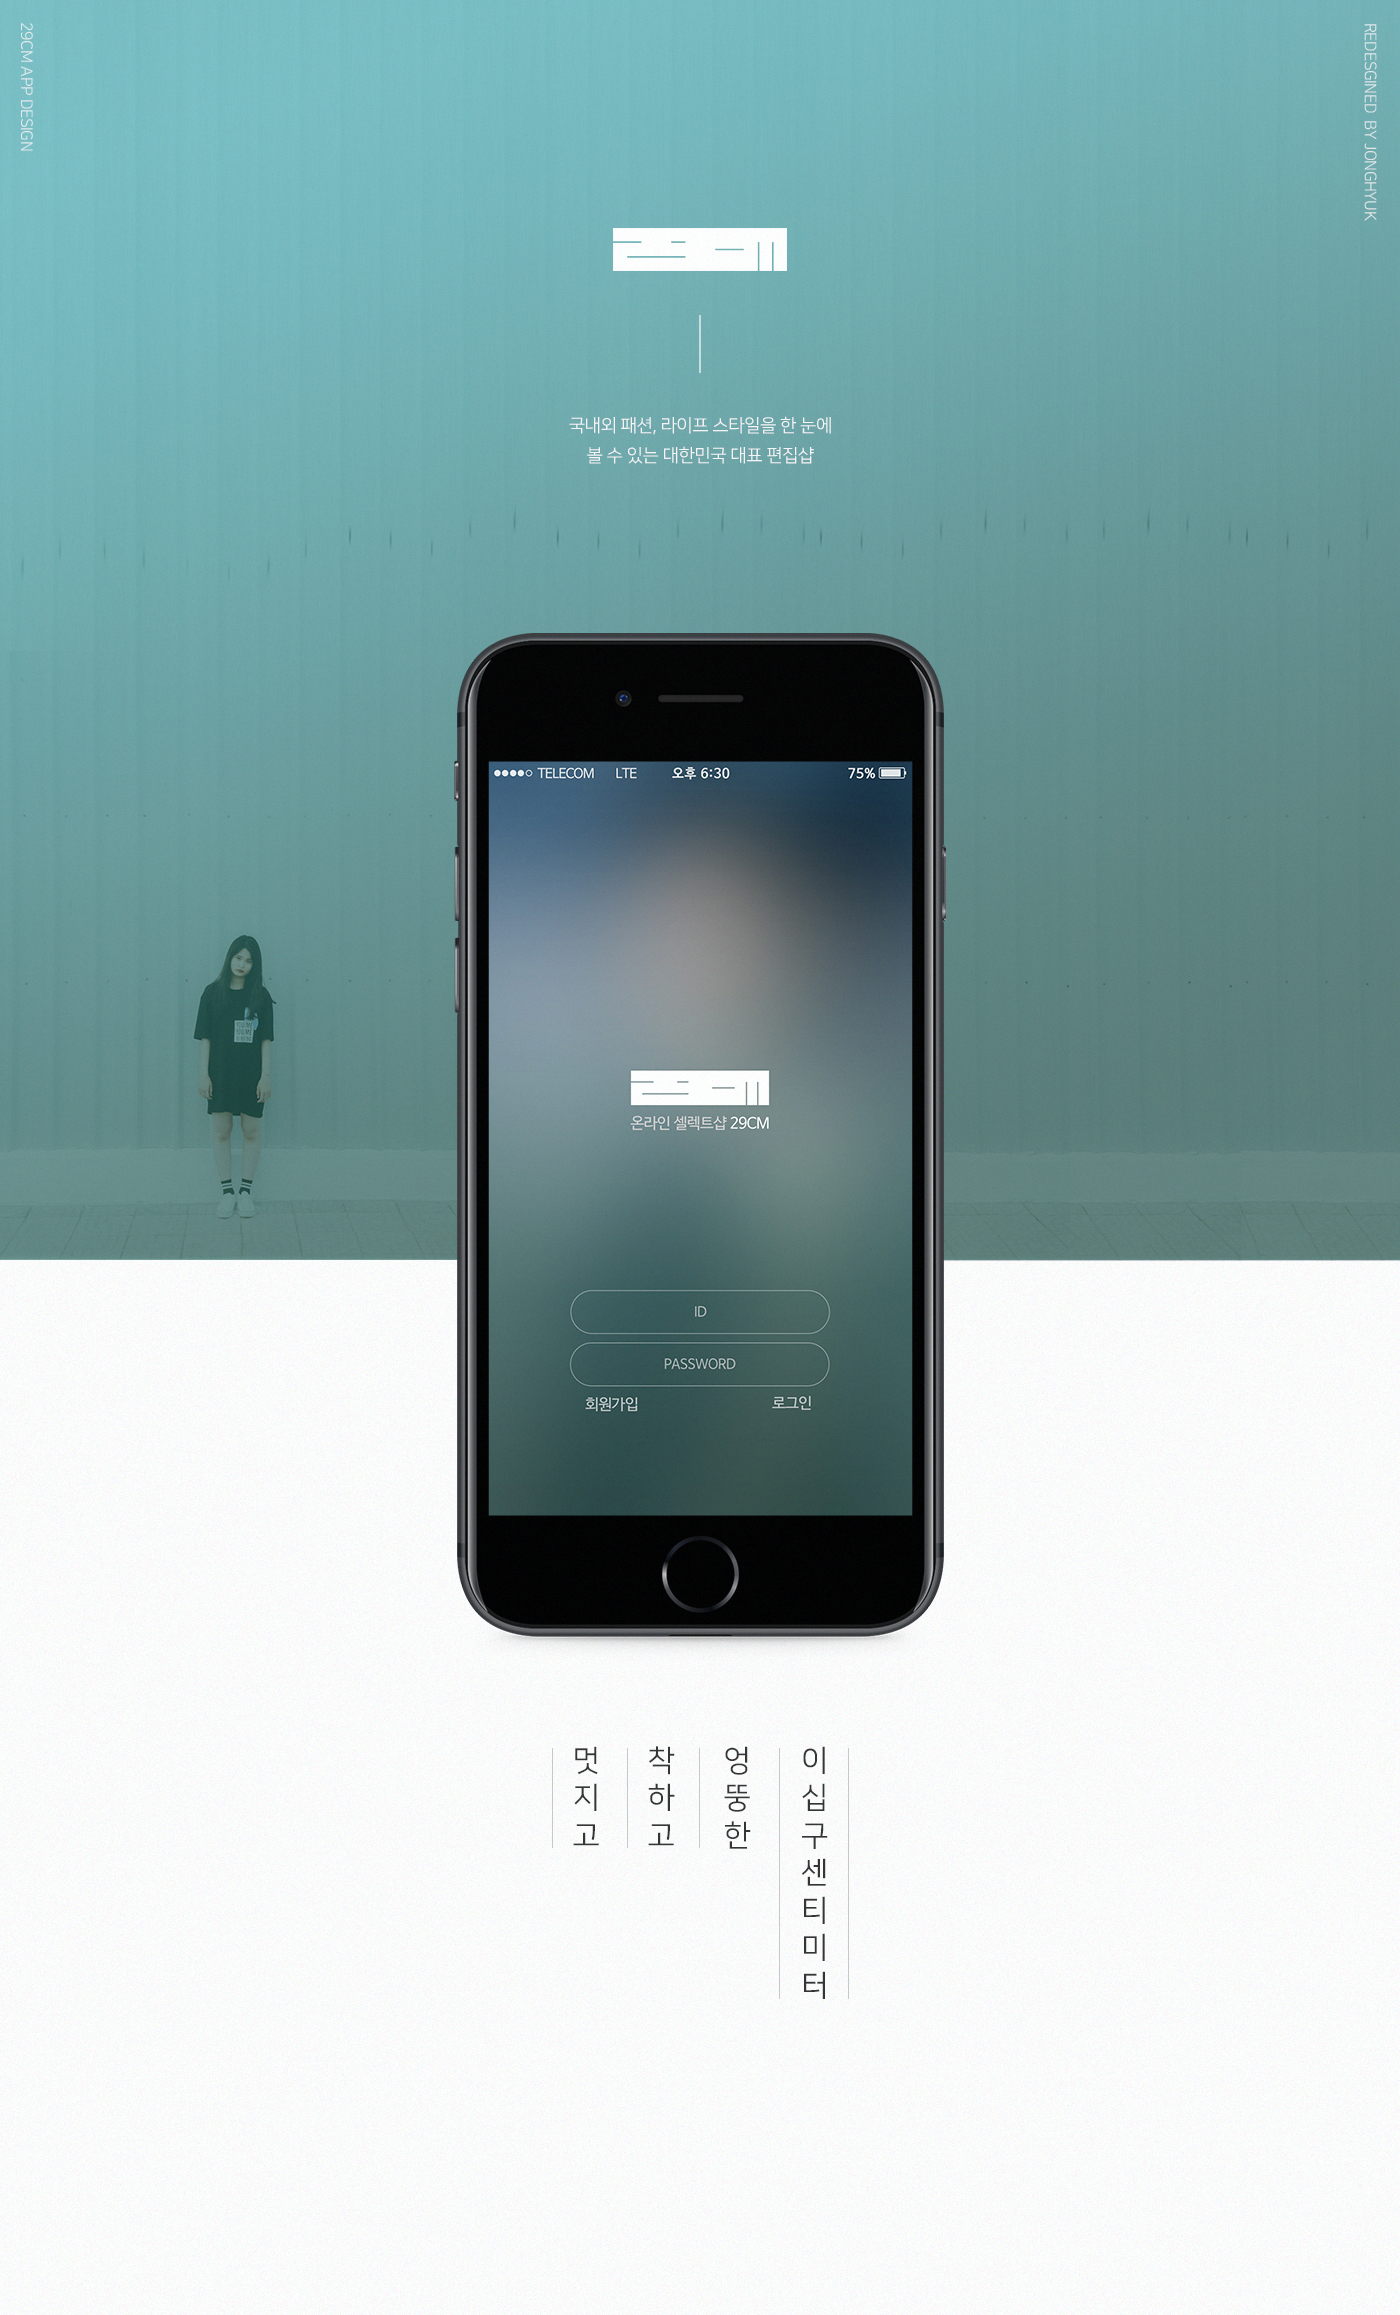 29CM APP DESIGN
REDESGINED BY JONGHYUK
국내외 패션, 라이프 스타일을 한 눈에
볼 수 있는 대한민국 대표 편집샵
TELECOM LTE 오후 6:30 75%
온라인 셀렉트샵 29CM
ID
PASSWORD
회원가입 로그인
멋지고
착하고
엉뚱한
이십구센티미터